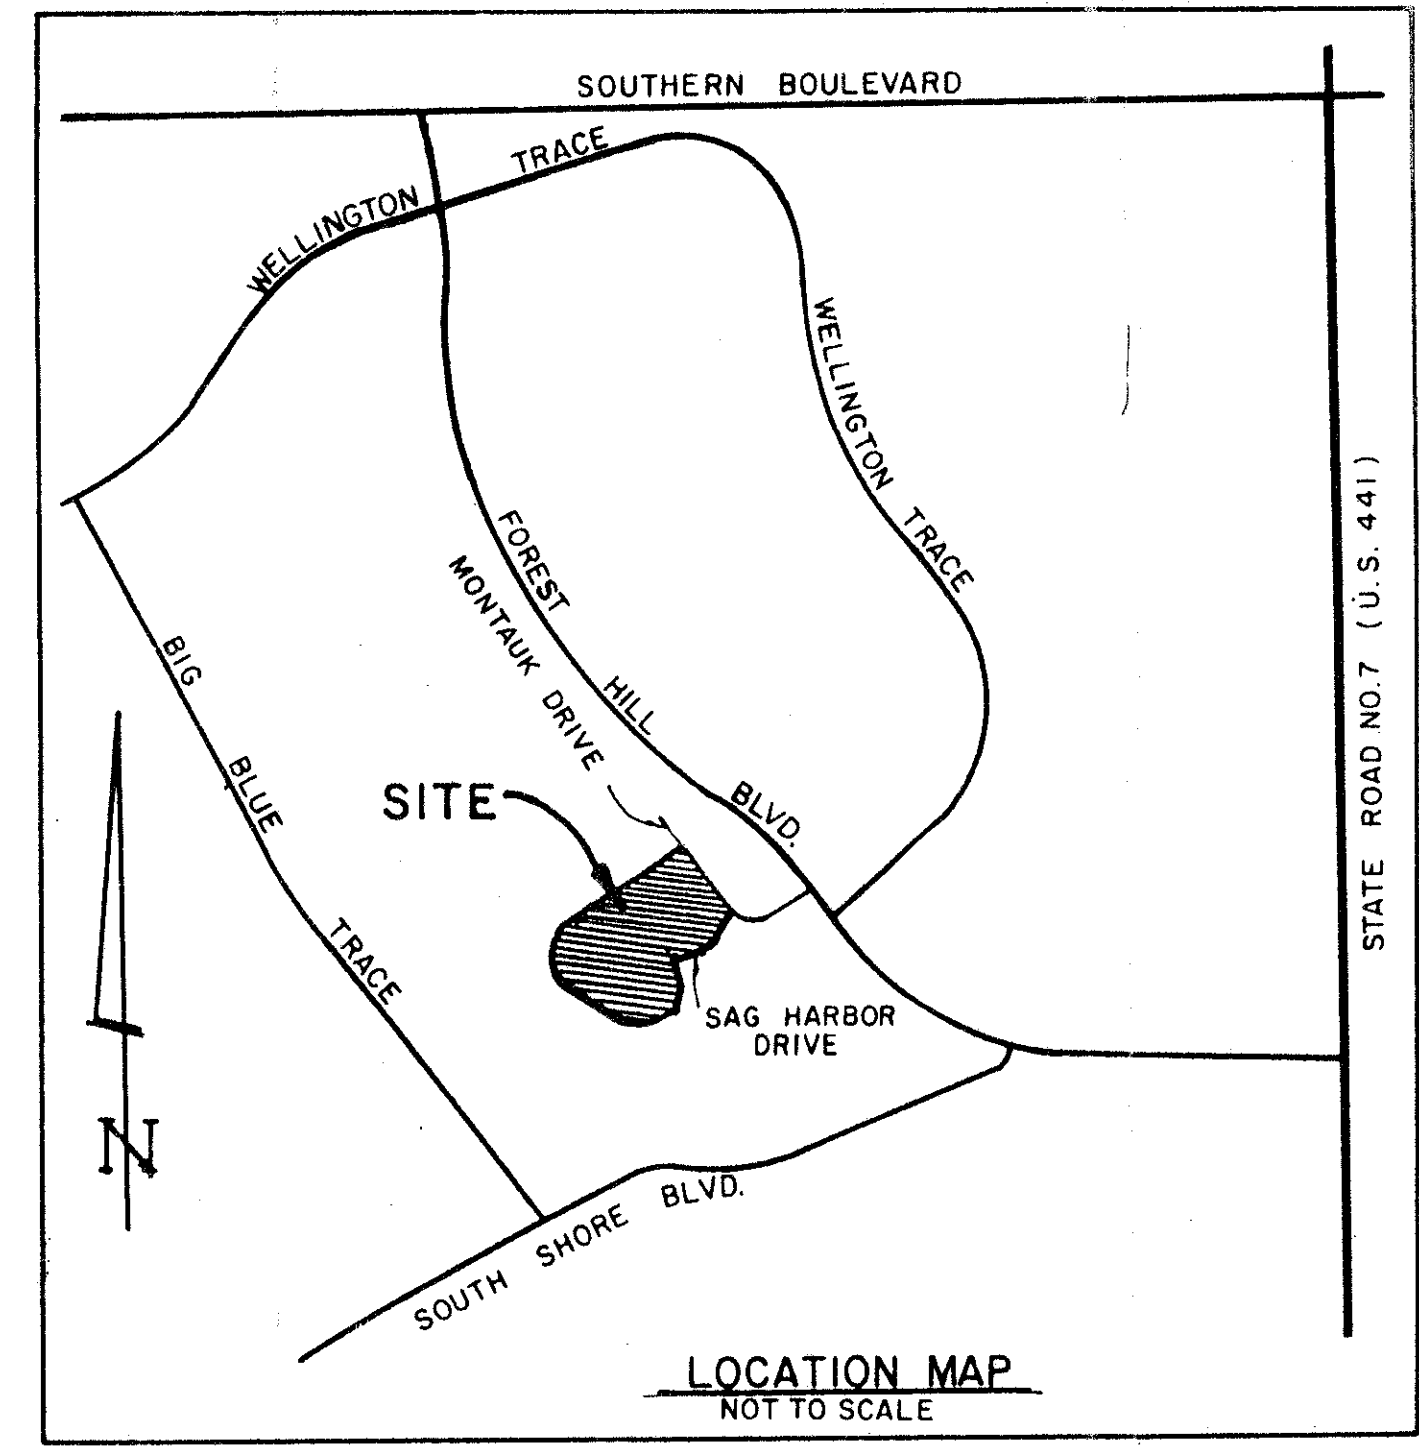 SOUTHERN BOULEVARD
WELLINGTON TRACE
WELLINGTON TRACE
FOREST HILL BLVD.
MONTAUK DRIVE
BIG BLUE TRACE
SITE
STATE ROAD NO. 7 (U.S. 441)
SAG HARBOR
DRIVE
N
SOUTH SHORE BLVD.
LOCATION MAP
NOT TO SCALE